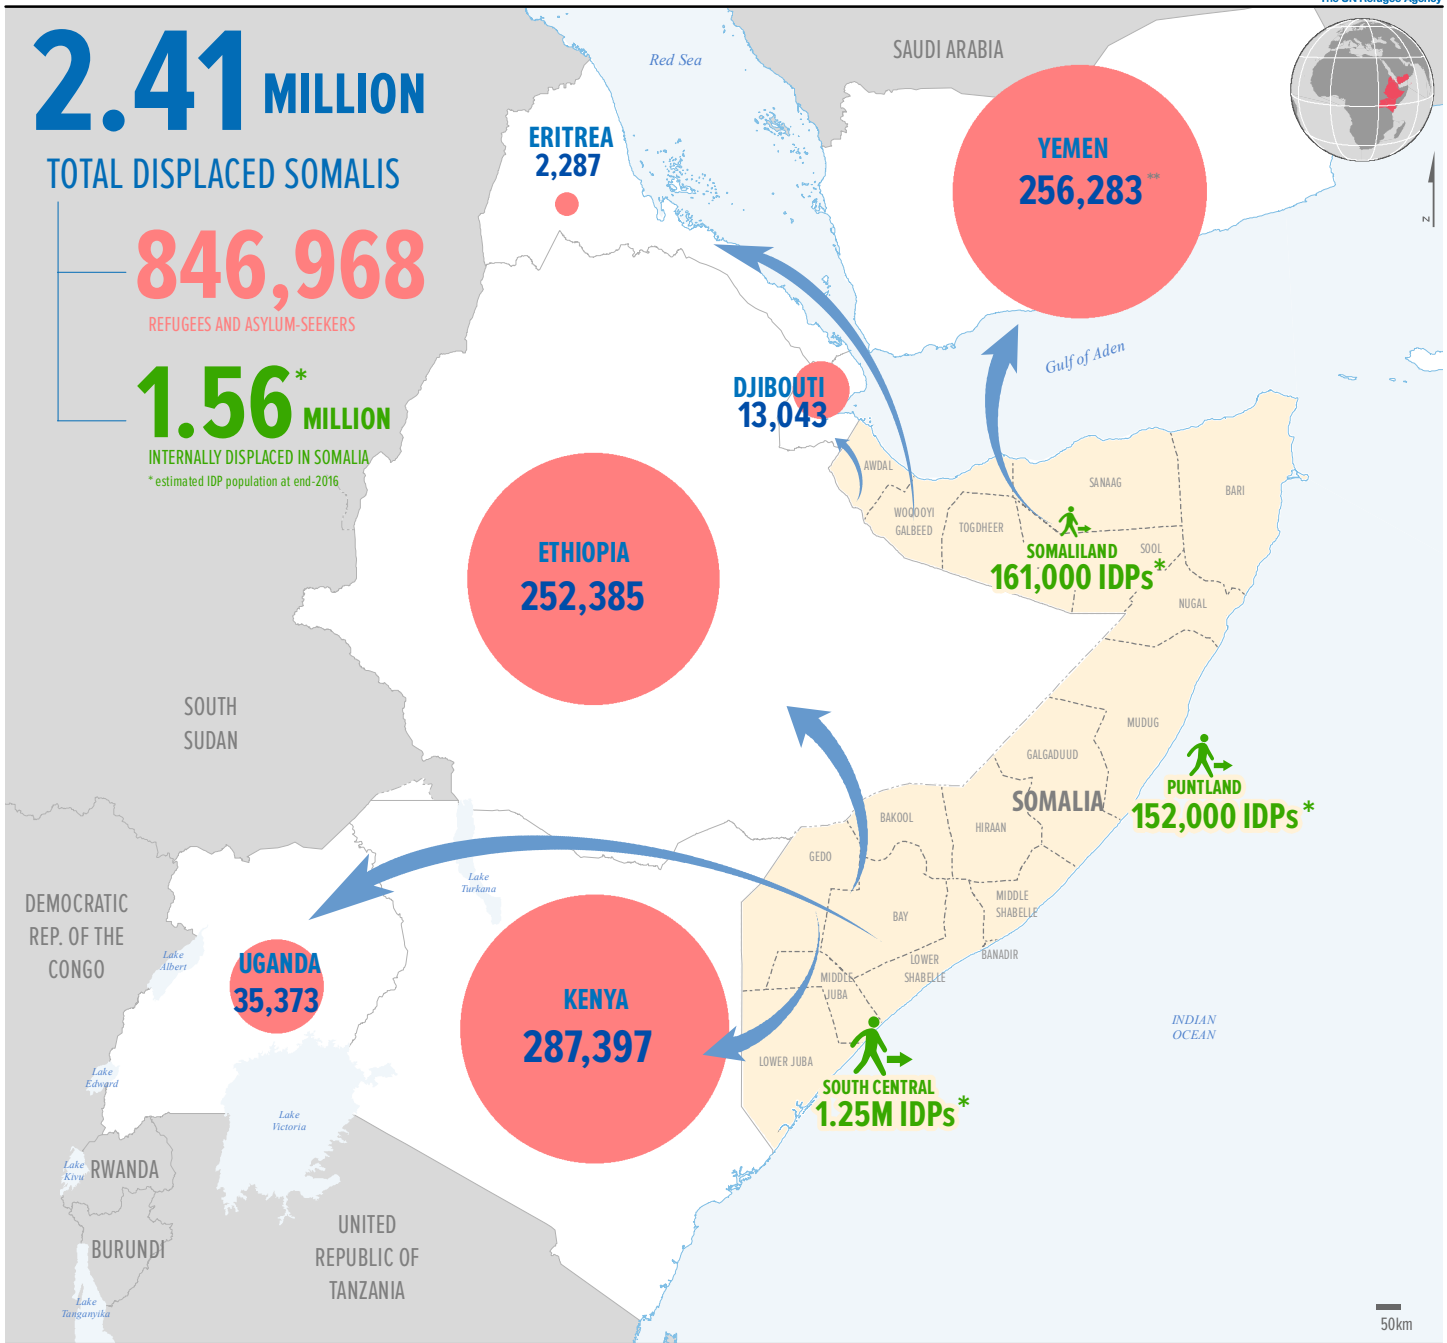 The UN Refugee Agency
2.41 MILLION
TOTAL DISPLACED SOMALIS
846,968
REFUGEES AND ASYLUM-SEEKERS
1.56* MILLION
INTERNALLY DISPLACED IN SOMALIA
* estimated IDP population at end-2016
Red Sea
SAUDI ARABIA
N
ERITREA
2,287
YEMEN
256,283**
Gulf of Aden
DJIBOUTI
13,043
AWDAL
WOQOOYI
GALBEED
TOGDHEER
SANAAG
BARI
SOOL
SOMALILAND
161,000 IDPs*
NUGAL
ETHIOPIA
252,385
SOUTH
SUDAN
MUDUG
GALGADUUD
SOMALIA
PUNTLAND
152,000 IDPs*
BAKOOL
HIRAAN
GEDO
Lake
Turkana
BAY
MIDDLE
SHABELLE
BANADIR
LOWER
SHABELLE
MIDDLE
JUBA
LOWER JUBA
DEMOCRATIC
REP. OF THE
CONGO
Lake
Albert
UGANDA
35,373
KENYA
287,397
INDIAN
OCEAN
SOUTH CENTRAL
1.25M IDPs*
Lake
Edward
Lake
Victoria
Lake
Kivu
RWANDA
BURUNDI
UNITED
REPUBLIC OF
TANZANIA
Lake
Tanganyika
50km